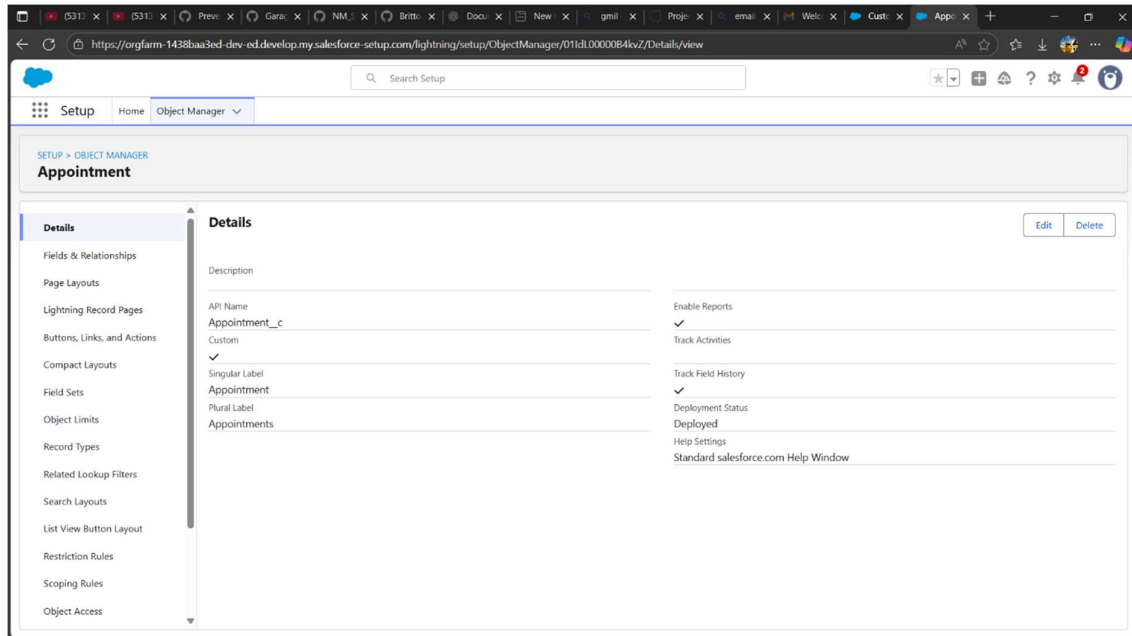 (5313
(5313
Preve
Garag
NM_S
Britto
Docu
New
gmil
Projec
email
Welc
Custo
Appo
https://orgfarm-1438baa3ed-dev-ed.develop.my.salesforce-setup.com/lightning/setup/ObjectManager/01IdL00000B4kvZ/Details/view
Search Setup
2
Setup
Home
Object Manager
SETUP > OBJECT MANAGER
Appointment
Details
Fields & Relationships
Page Layouts
Lightning Record Pages
Buttons, Links, and Actions
Compact Layouts
Field Sets
Object Limits
Record Types
Related Lookup Filters
Search Layouts
List View Button Layout
Restriction Rules
Scoping Rules
Object Access
Details
Edit
Delete
Description
API Name
Appointment__c
Custom
Singular Label
Appointment
Plural Label
Appointments
Enable Reports
Track Activities
Track Field History
Deployment Status
Deployed
Help Settings
Standard salesforce.com Help Window